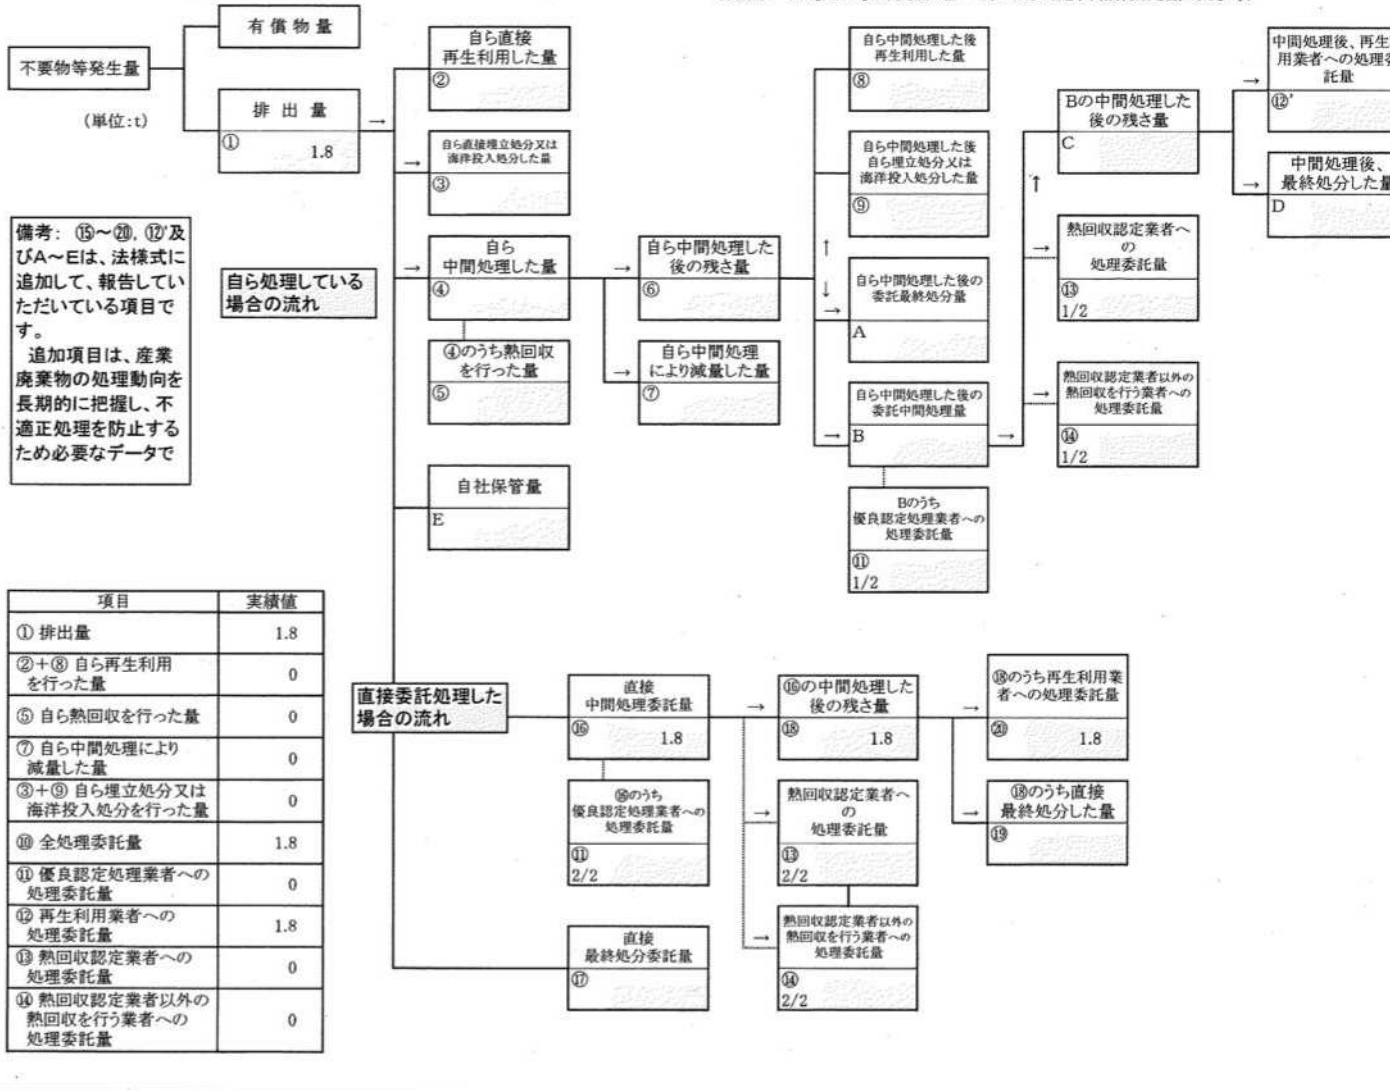 有償物量
不要物等発生量
(単位:t)
排出量
①
1.8
→
自ら直接
再生利用した量
②
→
自ら直接埋立処分又は
海洋投入処分した量
③
→
自ら
中間処理した量
④
④のうち熱回収
を行った量
⑤
→
自ら中間処理した
後の残さ量
⑥
→
自ら中間処理
により減量した量
⑦
自ら中間処理した後
再生利用した量
⑧
自ら中間処理した後
自ら埋立処分又は
海洋投入処分した量
⑨
↑
↓
→
自ら中間処理した後の
委託最終処分量
A
→
自ら中間処理した後の
委託中間処理量
B
→
Bのうち
優良認定処理業者への
処理委託量
⑪
1/2
↑
Bの中間処理した
後の残さ量
C
→
中間処理後、再生
用業者への処理委
託量
⑫'
→
中間処理後、
最終処分した量
D
→
熱回収認定業者へ
の
処理委託量
⑬
1/2
→
熱回収認定業者以外の
熱回収を行う業者への
処理委託量
⑭
1/2
備考: ⑮～⑳, ⑫'及
びA～Eは、法様式に
追加して、報告してい
ただいている項目で
す。
追加項目は、産業
廃棄物の処理動向を
長期的に把握し、不
適正処理を防止する
ため必要なデータで
自ら処理している
場合の流れ
自社保管量
E
項目 実績値
① 排出量 1.8
②+⑧ 自ら再生利用
を行った量 0
⑤ 自ら熱回収を行った量 0
⑦ 自ら中間処理により
減量した量 0
③+⑨ 自ら埋立処分又は
海洋投入処分を行った量 0
⑩ 全処理委託量 1.8
⑪ 優良認定処理業者への
処理委託量 0
⑫ 再生利用業者への
処理委託量 1.8
⑬ 熱回収認定業者への
処理委託量 0
⑭ 熱回収認定業者以外の
熱回収を行う業者への
処理委託量 0
直接委託処理した
場合の流れ
直接
中間処理委託量
⑯
1.8
⑯のうち
優良認定処理業者への
処理委託量
⑪
2/2
直接
最終処分委託量
⑰
→
⑯の中間処理した
後の残さ量
⑱
1.8
→
熱回収認定業者へ
の
処理委託量
⑬
2/2
→
熱回収認定業者以外の
熱回収を行う業者への
処理委託量
⑭
2/2
→
⑱のうち再生利用業
者への処理委託量
⑳
1.8
→
⑱のうち直接
最終処分した量
⑲